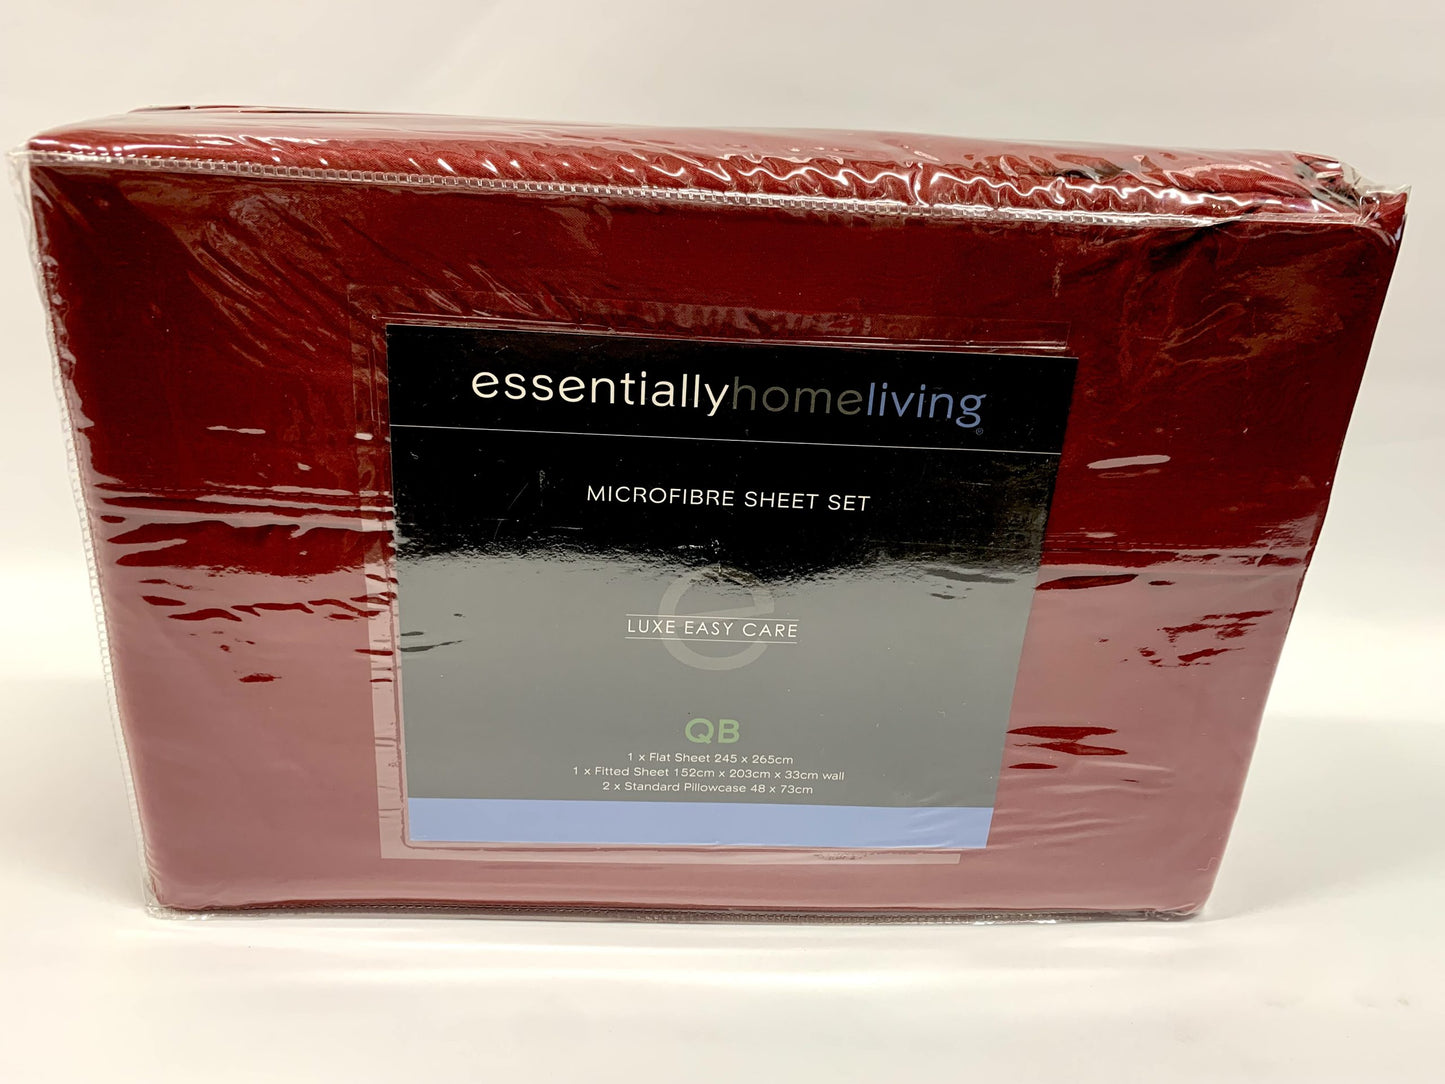 essentiallyhomeliving®
MICROFIBRE SHEET SET
e
LUXE EASY CARE
QB
1 x Flat Sheet 245 x 265cm
1 x Fitted Sheet 152cm x 203cm x 33cm wall
2 x Standard Pillowcase 48 x 73cm